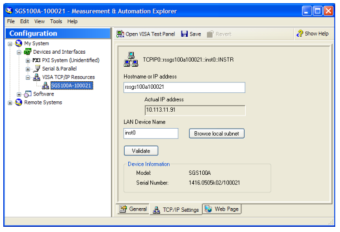 SGS100A-100021 - Measurement & Automation Explorer
File Edit View Tools Help
Configuration
My System
Devices and Interfaces
PXI PXI System (Unidentified)
Serial & Parallel
VISA TCP/IP Resources
SGS100A-100021
Software
Remote Systems
Open VISA Test Panel Save Revert Show Help
TCPIP0::rssgs100a100021::inst0::INSTR
Hostname or IP address
rssgs100a100021
Actual IP address
10.113.11.91
LAN Device Name
inst0
Browse local subnet
Validate
Device Information
Model: SGS100A
Serial Number: 1416.0505k02/100021
General TCP/IP Settings Web Page